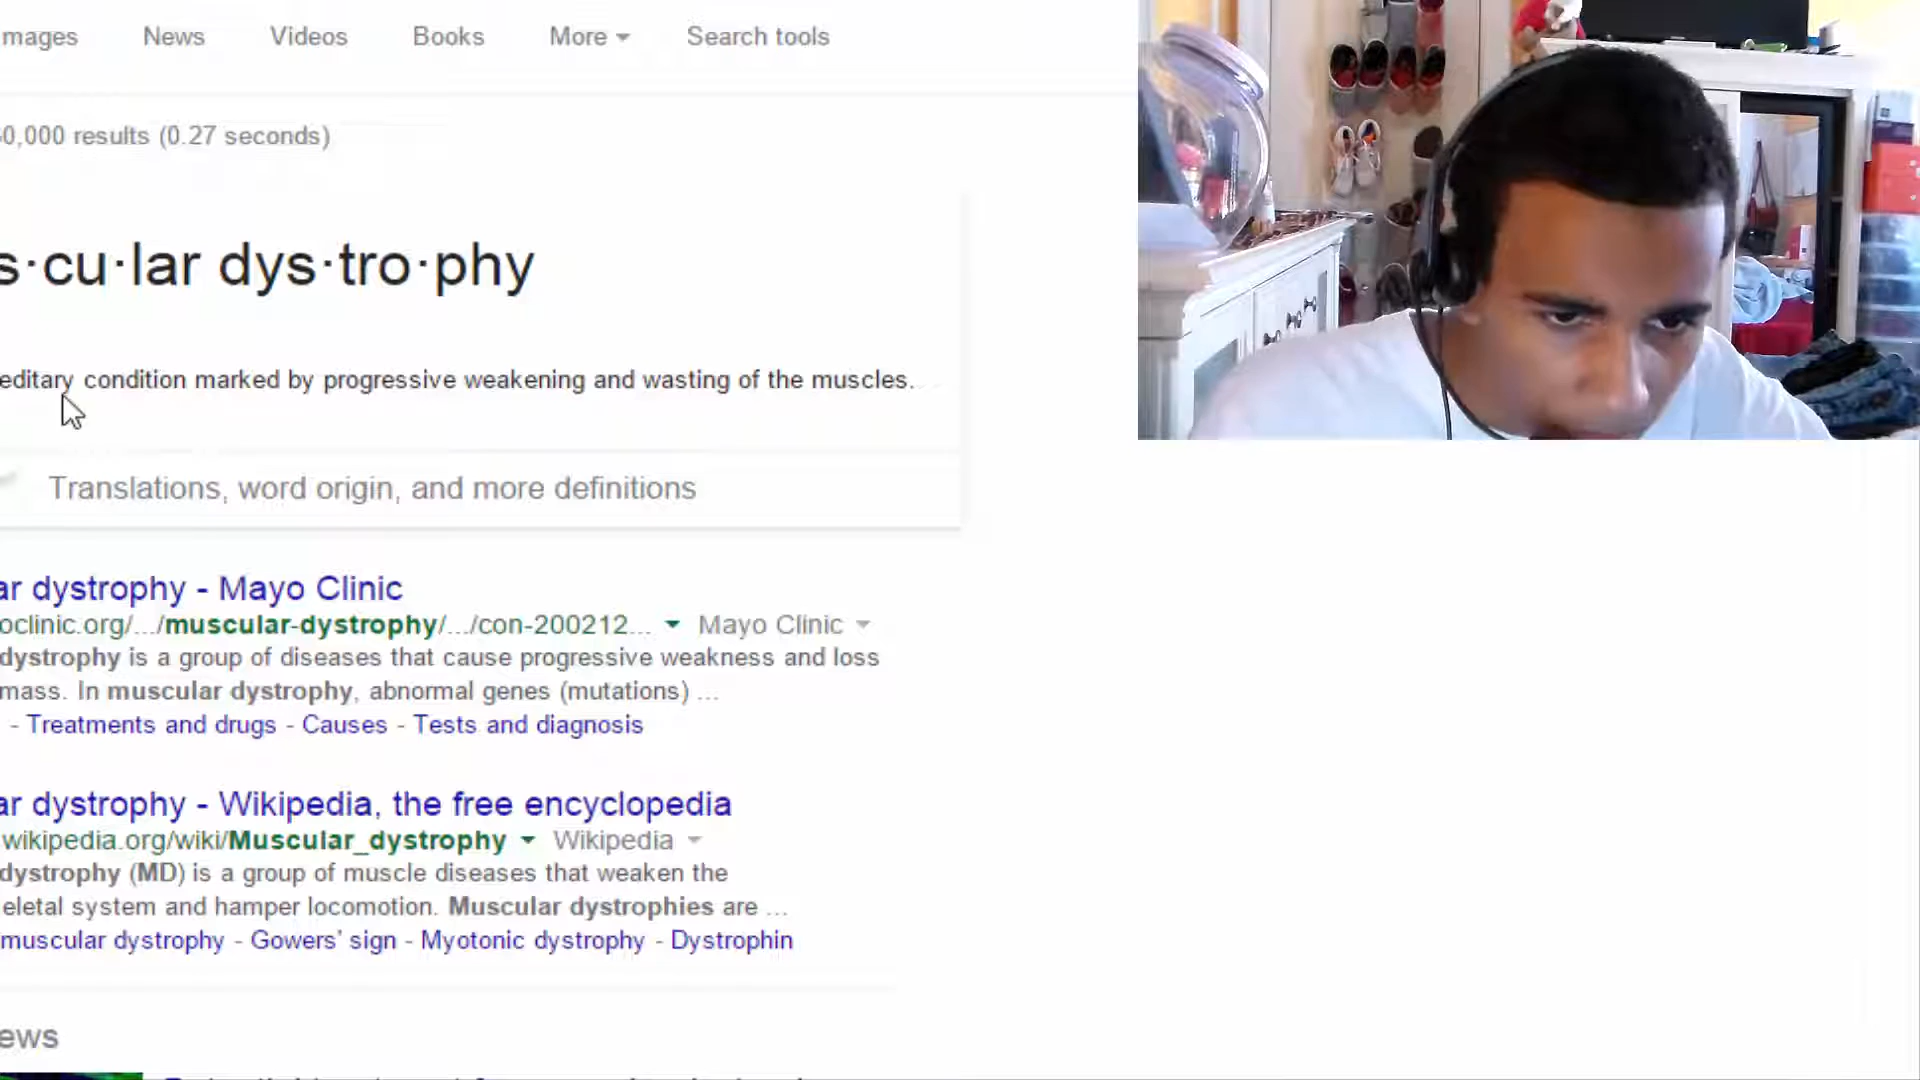 mages News Videos Books More Search tools
0,000 results (0.27 seconds)
s·cu·lar dys·tro·phy
editary condition marked by progressive weakening and wasting of the muscles.
Translations, word origin, and more definitions
ar dystrophy - Mayo Clinic
oclinic.org/.../muscular-dystrophy/.../con-200212... Mayo Clinic
dystrophy is a group of diseases that cause progressive weakness and loss
mass. In muscular dystrophy, abnormal genes (mutations) ...
- Treatments and drugs - Causes - Tests and diagnosis
ar dystrophy - Wikipedia, the free encyclopedia
wikipedia.org/wiki/Muscular_dystrophy Wikipedia
dystrophy (MD) is a group of muscle diseases that weaken the
eletal system and hamper locomotion. Muscular dystrophies are ...
muscular dystrophy - Gowers' sign - Myotonic dystrophy - Dystrophin
ews